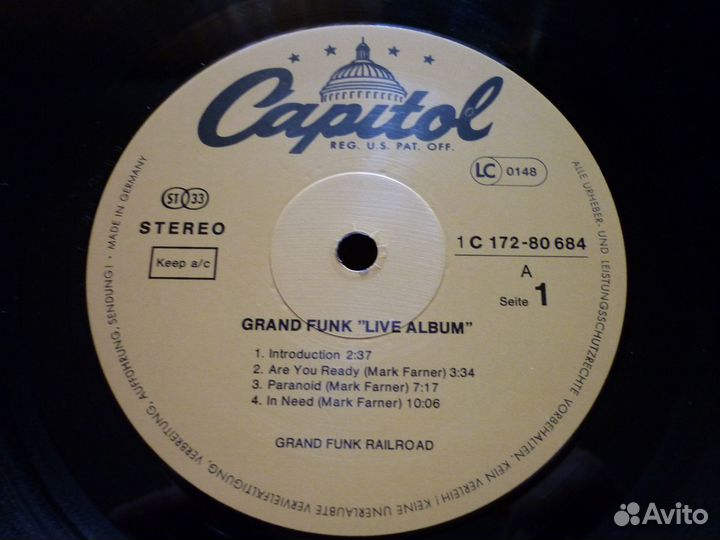 Capitol
REG. U.S. PAT. OFF.
LC 0148
ST 33
STEREO
Keep a/c
1 C 172-80 684
A
Seite 1
GRAND FUNK "LIVE ALBUM"
1. Introduction 2:37
2. Are You Ready (Mark Farner) 3:34
3. Paranoid (Mark Farner) 7:17
4. In Need (Mark Farner) 10:06
GRAND FUNK RAILROAD
ALLE URHEBER- UND LEISTUNGSSCHUTZRECHTE VORBEHALTEN. KEIN VERLEIH! KEINE UNERLAUBTE VERVIELFÄLTIGUNG, VERBREITUNG, AUFFÜHRUNG, SENDUNG! • MADE IN GERMANY
Avito